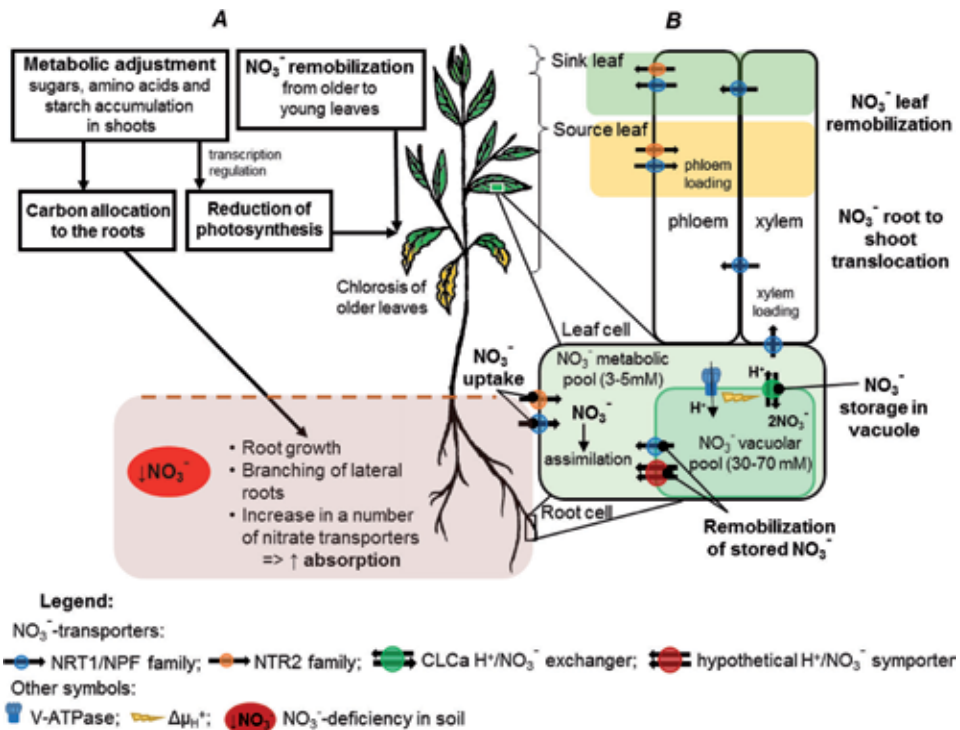 A
B
Metabolic adjustment
sugars, amino acids and
starch accumulation
in shoots
NO₃⁻ remobilization
from older to
young leaves
transcription
regulation
Carbon allocation
to the roots
Reduction of
photosynthesis
Chlorosis of
older leaves
Sink leaf
Source leaf
phloem
loading
phloem
xylem
xylem
loading
NO₃⁻ leaf
remobilization
NO₃⁻ root to
shoot
translocation
Leaf cell
NO₃⁻
uptake
NO₃⁻ metabolic
pool (3-5mM)
NO₃⁻
assimilation
H⁺
H⁺
2NO₃⁻
NO₃⁻ vacuolar
pool (30-70 mM)
NO₃⁻
storage in
vacuole
Root cell
Remobilization
of stored NO₃⁻
↓NO₃⁻
• Root growth
• Branching of lateral
roots
• Increase in a number
of nitrate transporters
=> ↑ absorption
Legend:
NO₃⁻-transporters:
NRT1/NPF family; NTR2 family; CLCa H⁺/NO₃⁻ exchanger; hypothetical H⁺/NO₃⁻ symporter
Other symbols:
V-ATPase; Δμ_H⁺; ↓NO₃ NO₃⁻-deficiency in soil